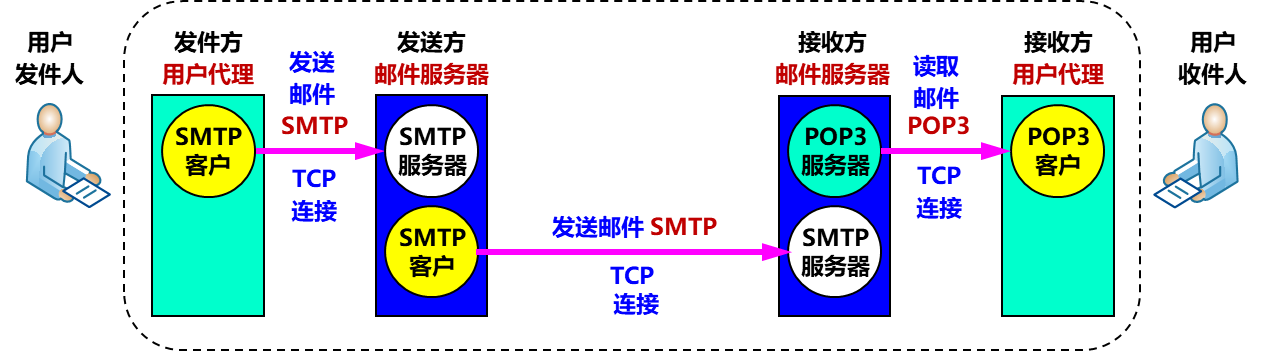 用户
发件人
发件方
用户代理
发送
邮件
SMTP
TCP
连接
SMTP
客户
发送方
邮件服务器
SMTP
服务器
SMTP
客户
发送邮件 SMTP
TCP
连接
接收方
邮件服务器
POP3
服务器
SMTP
服务器
读取
邮件
POP3
TCP
连接
接收方
用户代理
POP3
客户
用户
收件人